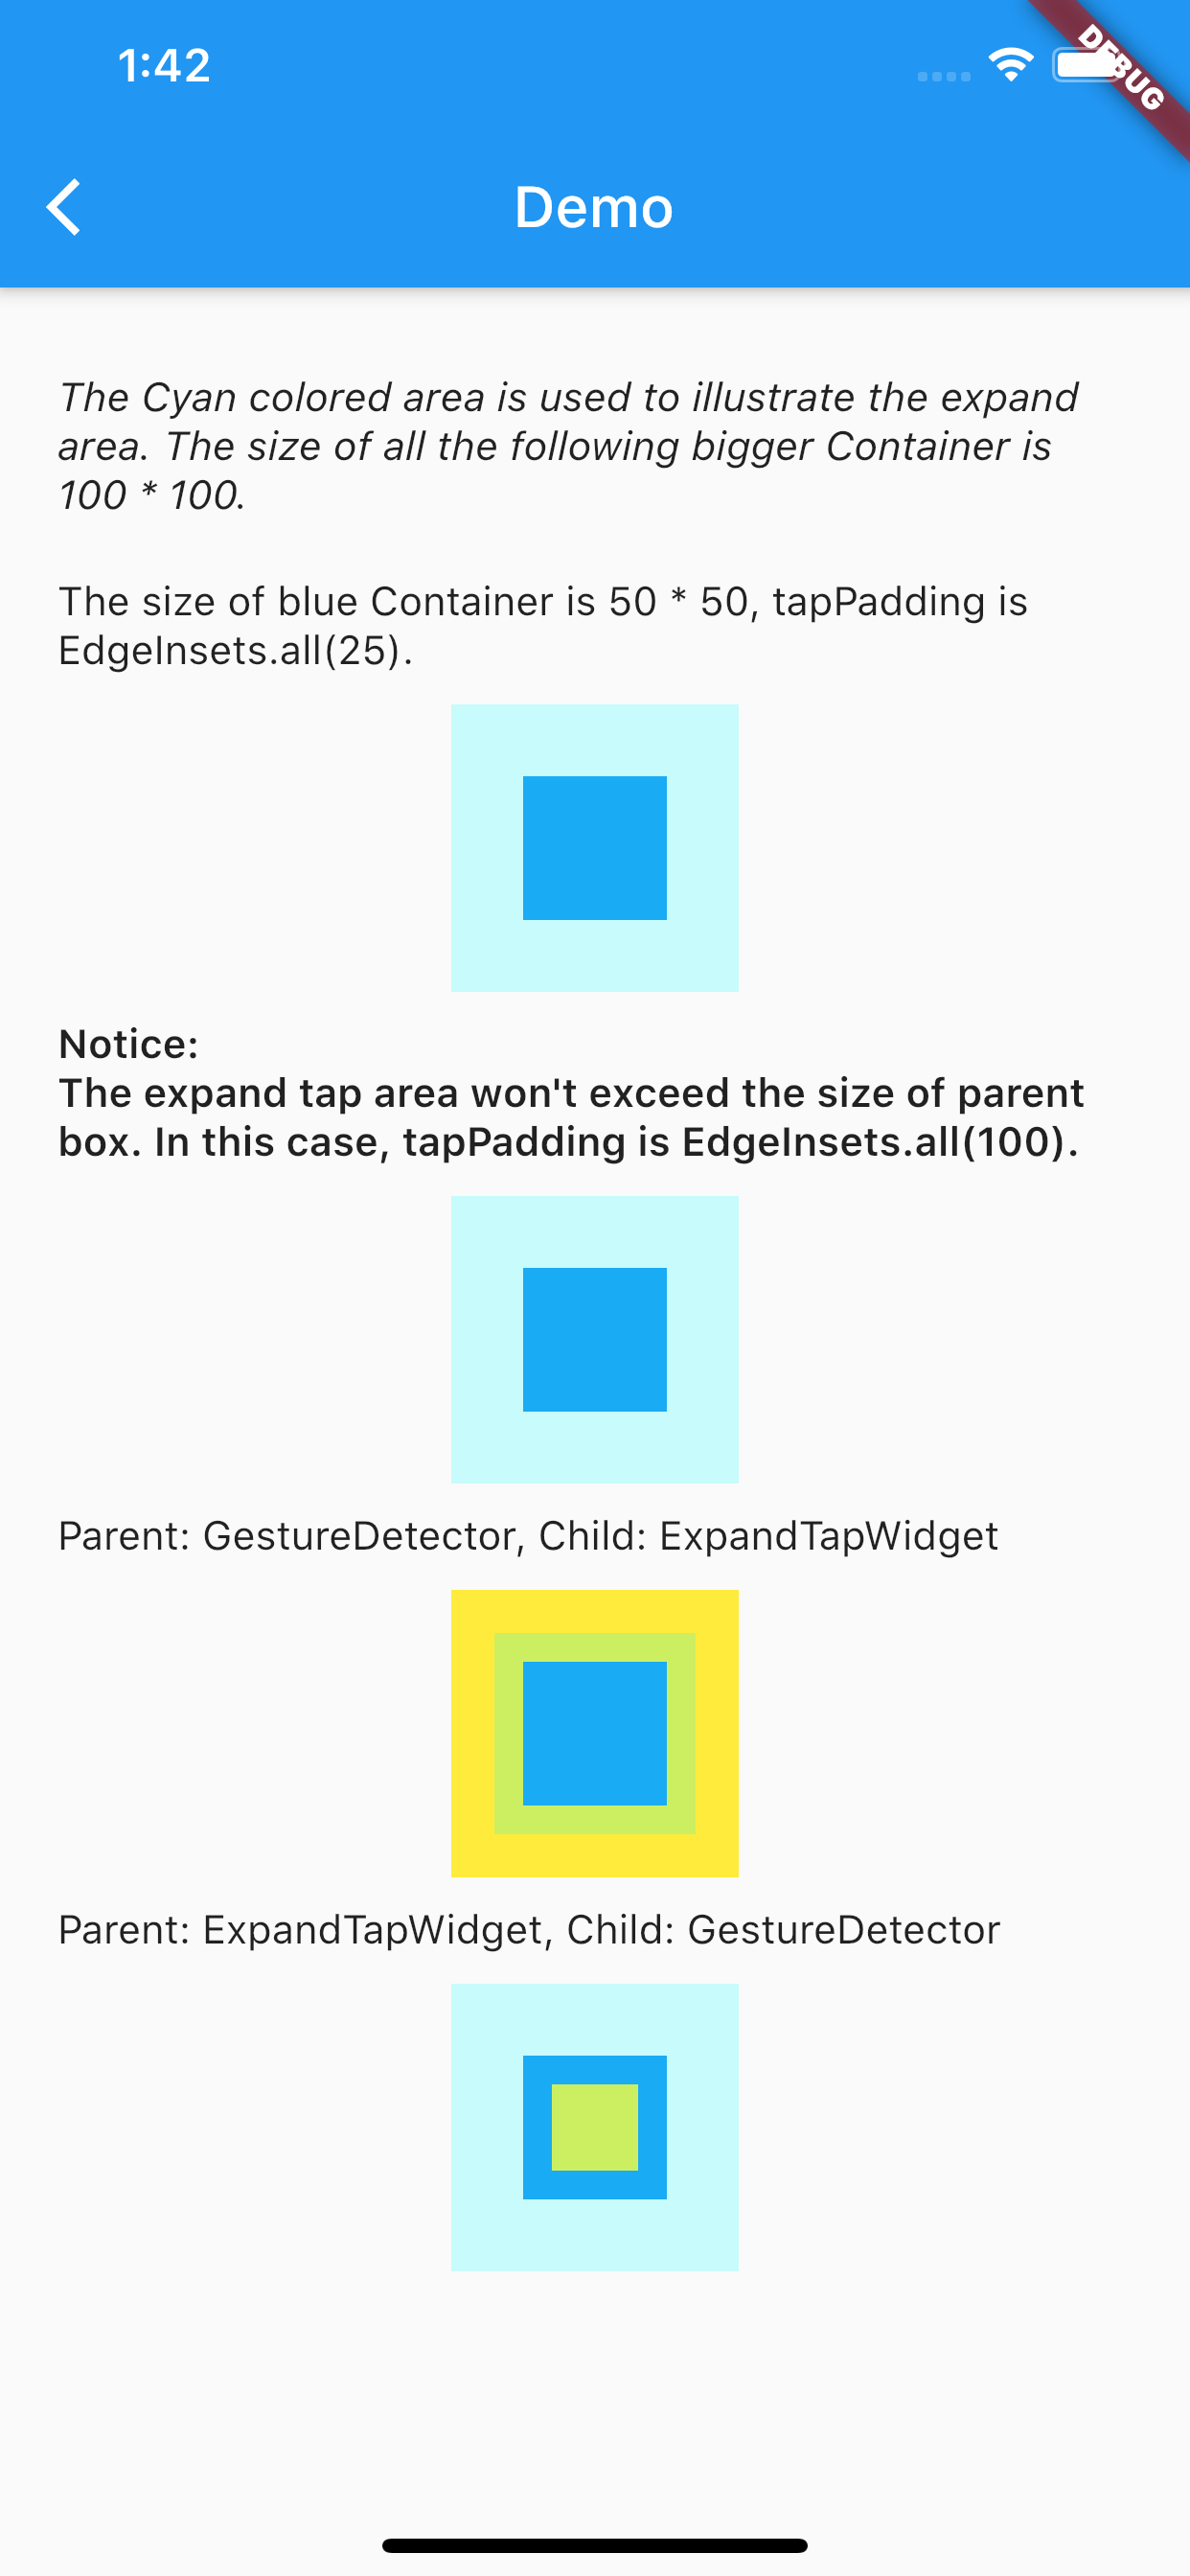 1:42
DEBUG
Demo
The Cyan colored area is used to illustrate the expand
area. The size of all the following bigger Container is
100 * 100.
The size of blue Container is 50 * 50, tapPadding is
EdgeInsets.all(25).
Notice:
The expand tap area won't exceed the size of parent
box. In this case, tapPadding is EdgeInsets.all(100).
Parent: GestureDetector, Child: ExpandTapWidget
Parent: ExpandTapWidget, Child: GestureDetector